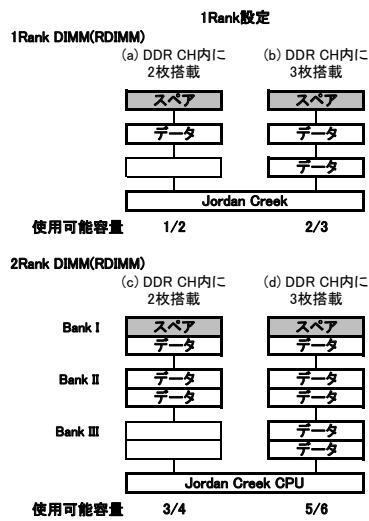 1Rank設定
1Rank DIMM(RDIMM)
(a) DDR CH内に (b) DDR CH内に
2枚搭載 3枚搭載
スペア スペア
データ データ
データ
Jordan Creek
使用可能容量 1/2 2/3
2Rank DIMM(RDIMM)
(c) DDR CH内に (d) DDR CH内に
2枚搭載 3枚搭載
Bank Ⅰ スペア スペア
データ データ
Bank Ⅱ データ データ
データ データ
Bank Ⅲ データ
データ
Jordan Creek CPU
使用可能容量 3/4 5/6